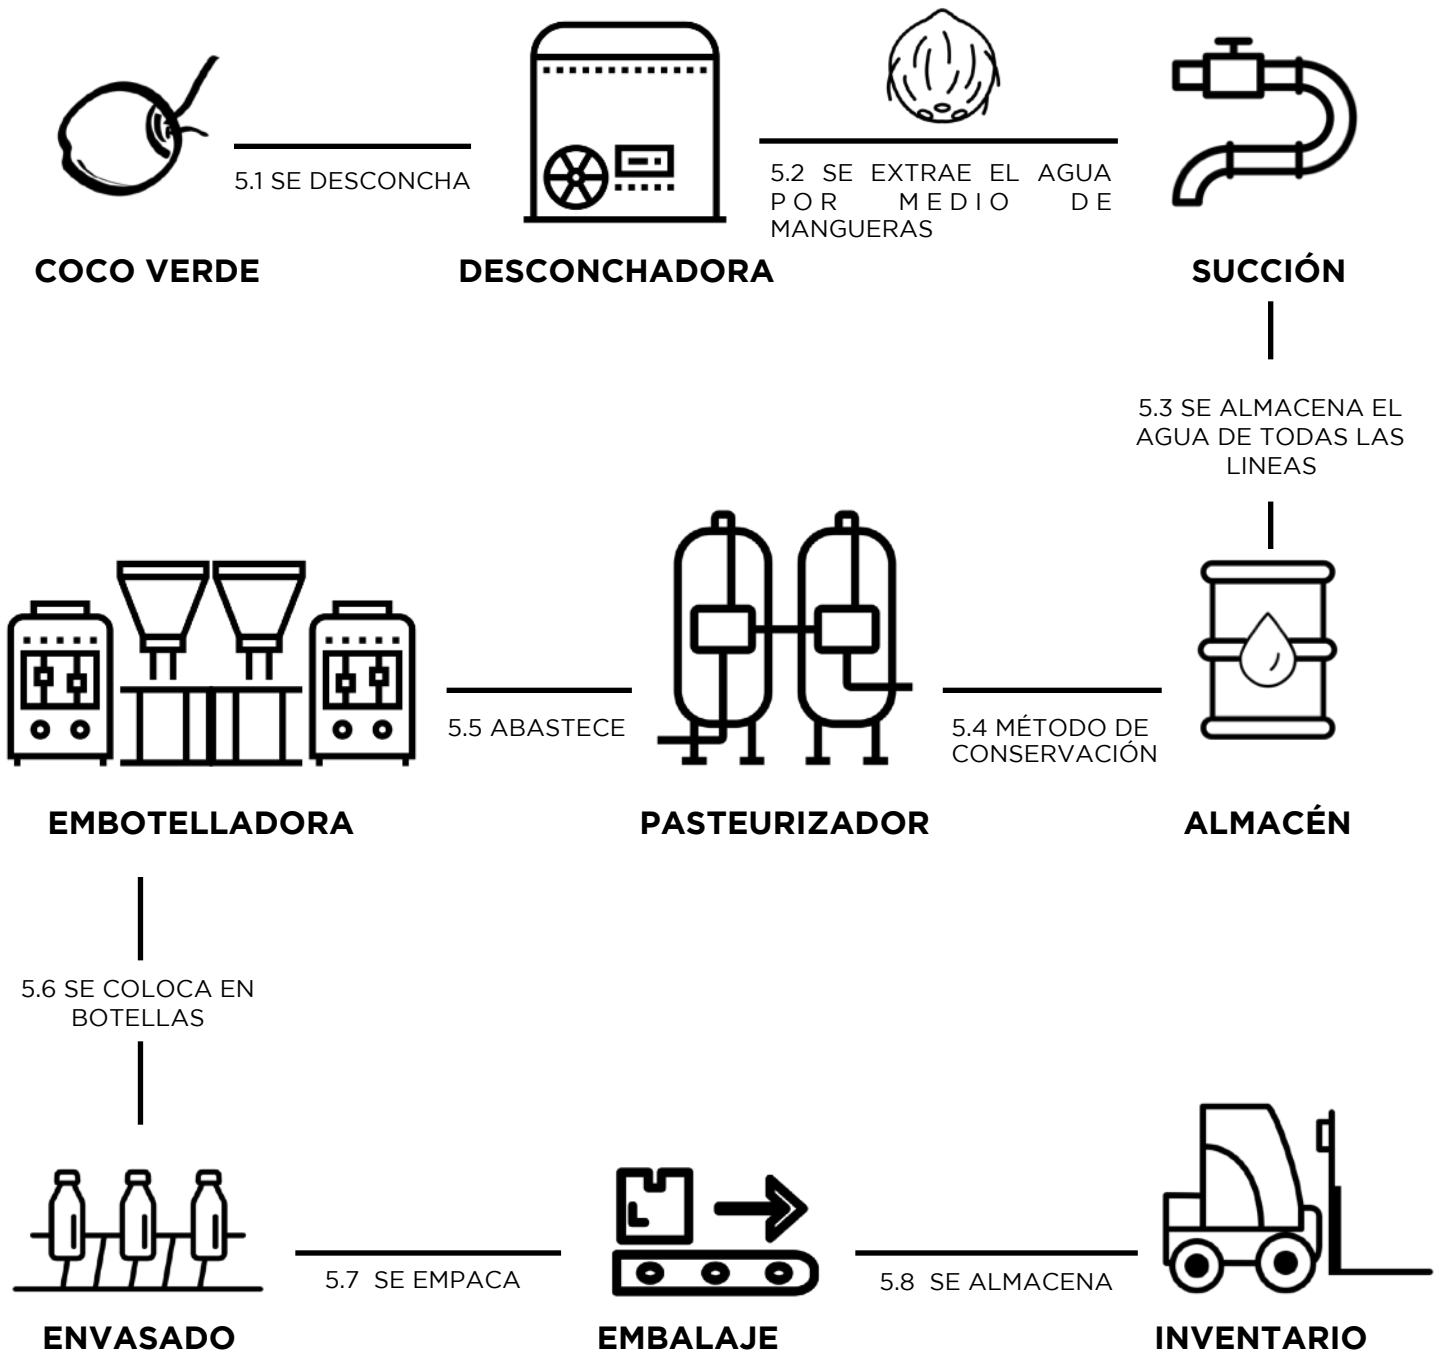 5.1 SE DESCONCHA
5.2 SE EXTRAE EL AGUA
POR MEDIO DE
MANGUERAS
COCO VERDE
DESCONCHADORA
SUCCIÓN
5.3 SE ALMACENA EL
AGUA DE TODAS LAS
LINEAS
5.5 ABASTECE
5.4 MÉTODO DE
CONSERVACIÓN
EMBOTELLADORA
PASTEURIZADOR
ALMACÉN
5.6 SE COLOCA EN
BOTELLAS
5.7 SE EMPACA
5.8 SE ALMACENA
ENVASADO
EMBALAJE
INVENTARIO